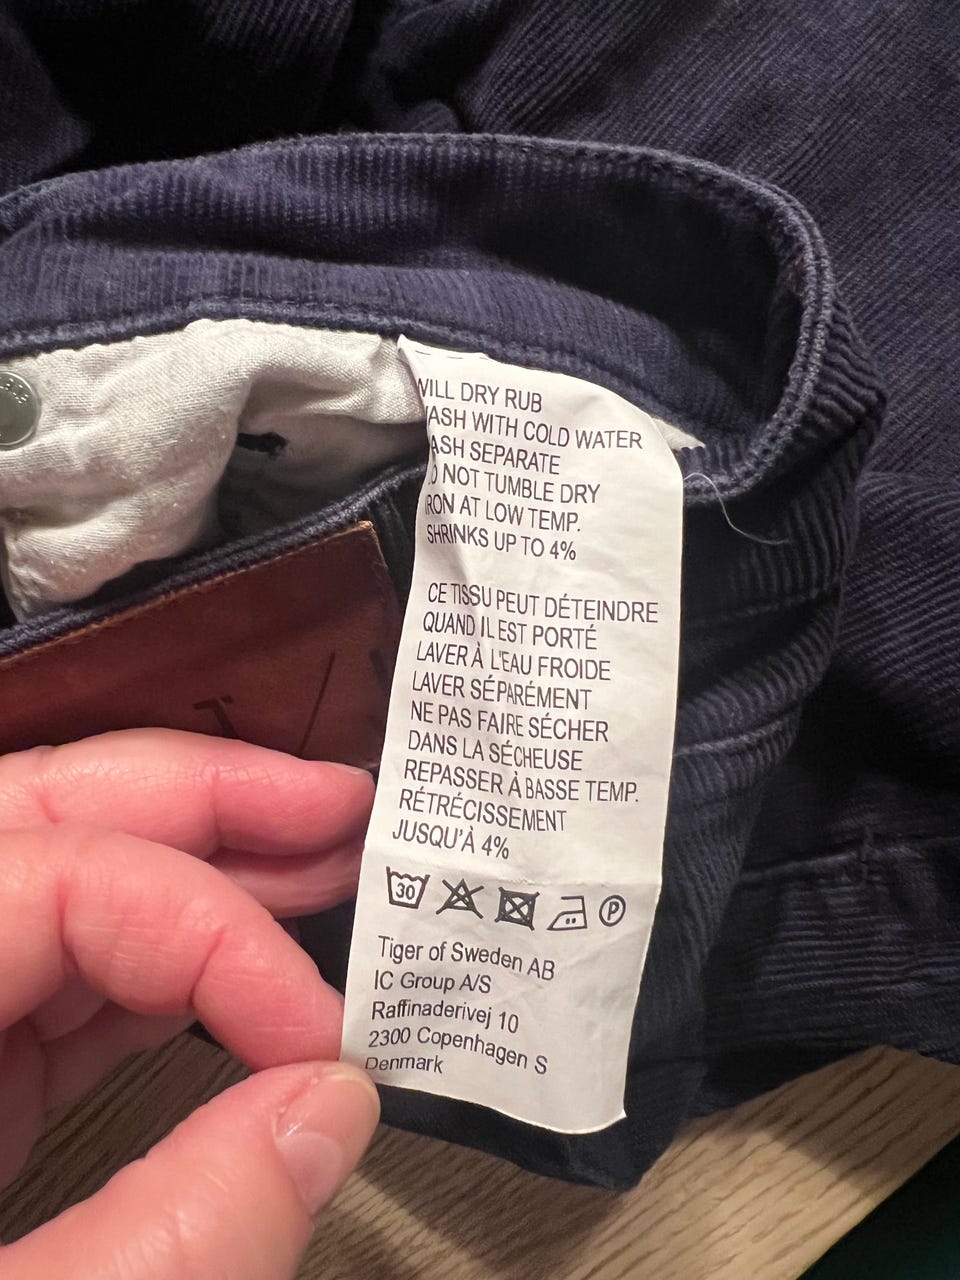 WILL DRY RUB
WASH WITH COLD WATER
WASH SEPARATE
DO NOT TUMBLE DRY
IRON AT LOW TEMP.
SHRINKS UP TO 4%
CE TISSU PEUT DÉTEINDRE
QUAND IL EST PORTÉ
LAVER À L'EAU FROIDE
LAVER SÉPARÉMENT
NE PAS FAIRE SÉCHER
DANS LA SÉCHEUSE
REPASSER À BASSE TEMP.
RÉTRÉCISSEMENT
JUSQU'À 4%
30 P
Tiger of Sweden AB
IC Group A/S
Raffinaderivej 10
2300 Copenhagen S
Denmark